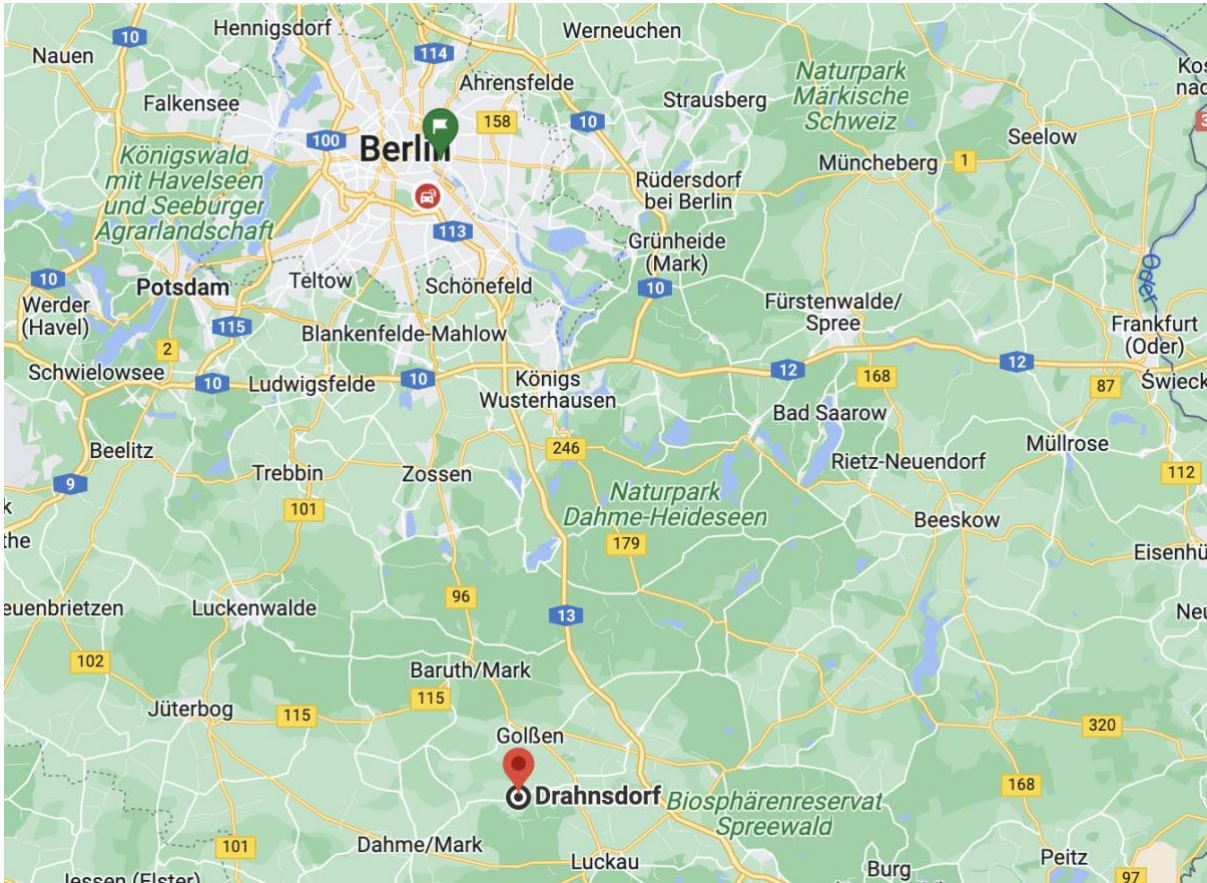 10
Hennigsdorf
Werneuchen
Nauen
114
Ahrensfelde
Naturpark
Märkische
Schweiz
Falkensee
158
10
Strausberg
Seelow
100
Berlin
Müncheberg
1
Königswald
mit Havelseen
und Seeburger
Agrarlandschaft
Rüdersdorf
bei Berlin
113
Grünheide
(Mark)
10
Potsdam
Teltow
Schönefeld
10
Oder
Werder
(Havel)
115
Blankenfelde-Mahlow
Fürstenwalde/
Spree
Frankfurt
(Oder)
2
Schwielowsee
10
Ludwigsfelde
10
Königs
Wusterhausen
12
168
12
87
Bad Saarow
Beelitz
246
Müllrose
9
Trebbin
Zossen
Rietz-Neuendorf
112
101
Naturpark
Dahme-Heideseen
Beeskow
179
the
Eisenhü
96
euenbrietzen
Luckenwalde
13
Neu
102
Baruth/Mark
115
Jüterbog
115
320
Golßen
168
Drahnsdorf
Biosphärenreservat
Spreewald
101
Dahme/Mark
Luckau
Burg
Peitz
97